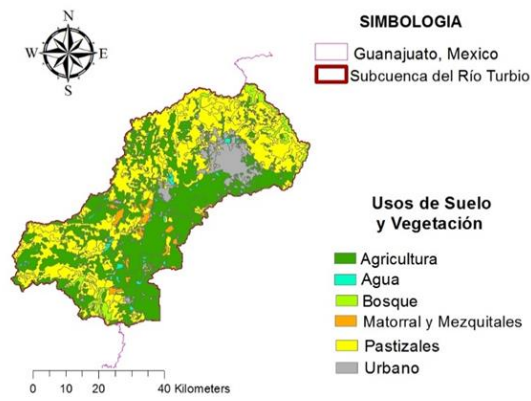 N
W E
S
SIMBOLOGIA
Guanajuato, Mexico
Subcuenca del Río Turbio
Usos de Suelo
y Vegetación
Agricultura
Agua
Bosque
Matorral y Mezquitales
Pastizales
Urbano
0 10 20 40 Kilometers